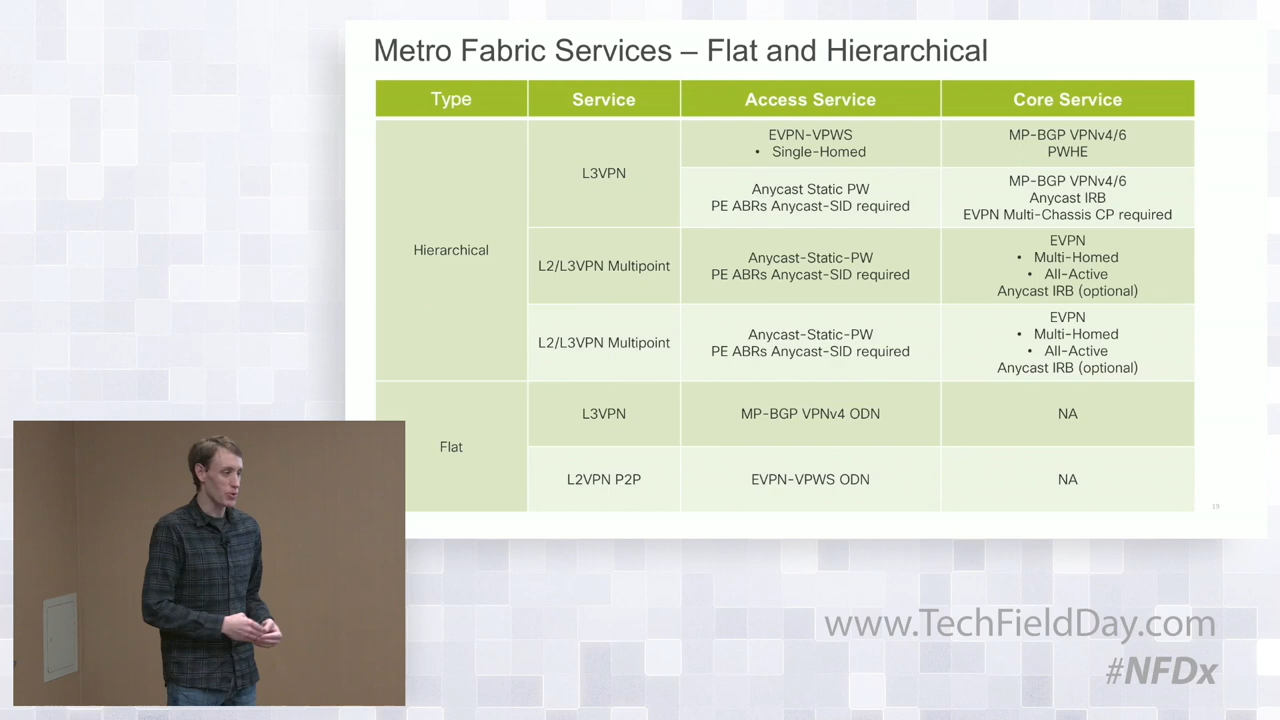 Metro Fabric Services – Flat and Hierarchical
Type
Service
Access Service
Core Service
Hierarchical
L3VPN
EVPN-VPWS
• Single-Homed
MP-BGP VPNv4/6
PWHE
Anycast Static PW
PE ABRs Anycast-SID required
MP-BGP VPNv4/6
Anycast IRB
EVPN Multi-Chassis CP required
L2/L3VPN Multipoint
Anycast-Static-PW
PE ABRs Anycast-SID required
EVPN
• Multi-Homed
• All-Active
Anycast IRB (optional)
L2/L3VPN Multipoint
Anycast-Static-PW
PE ABRs Anycast-SID required
EVPN
• Multi-Homed
• All-Active
Anycast IRB (optional)
Flat
L3VPN
MP-BGP VPNv4 ODN
NA
L2VPN P2P
EVPN-VPWS ODN
NA
19
www.TechFieldDay.com
#NFDx